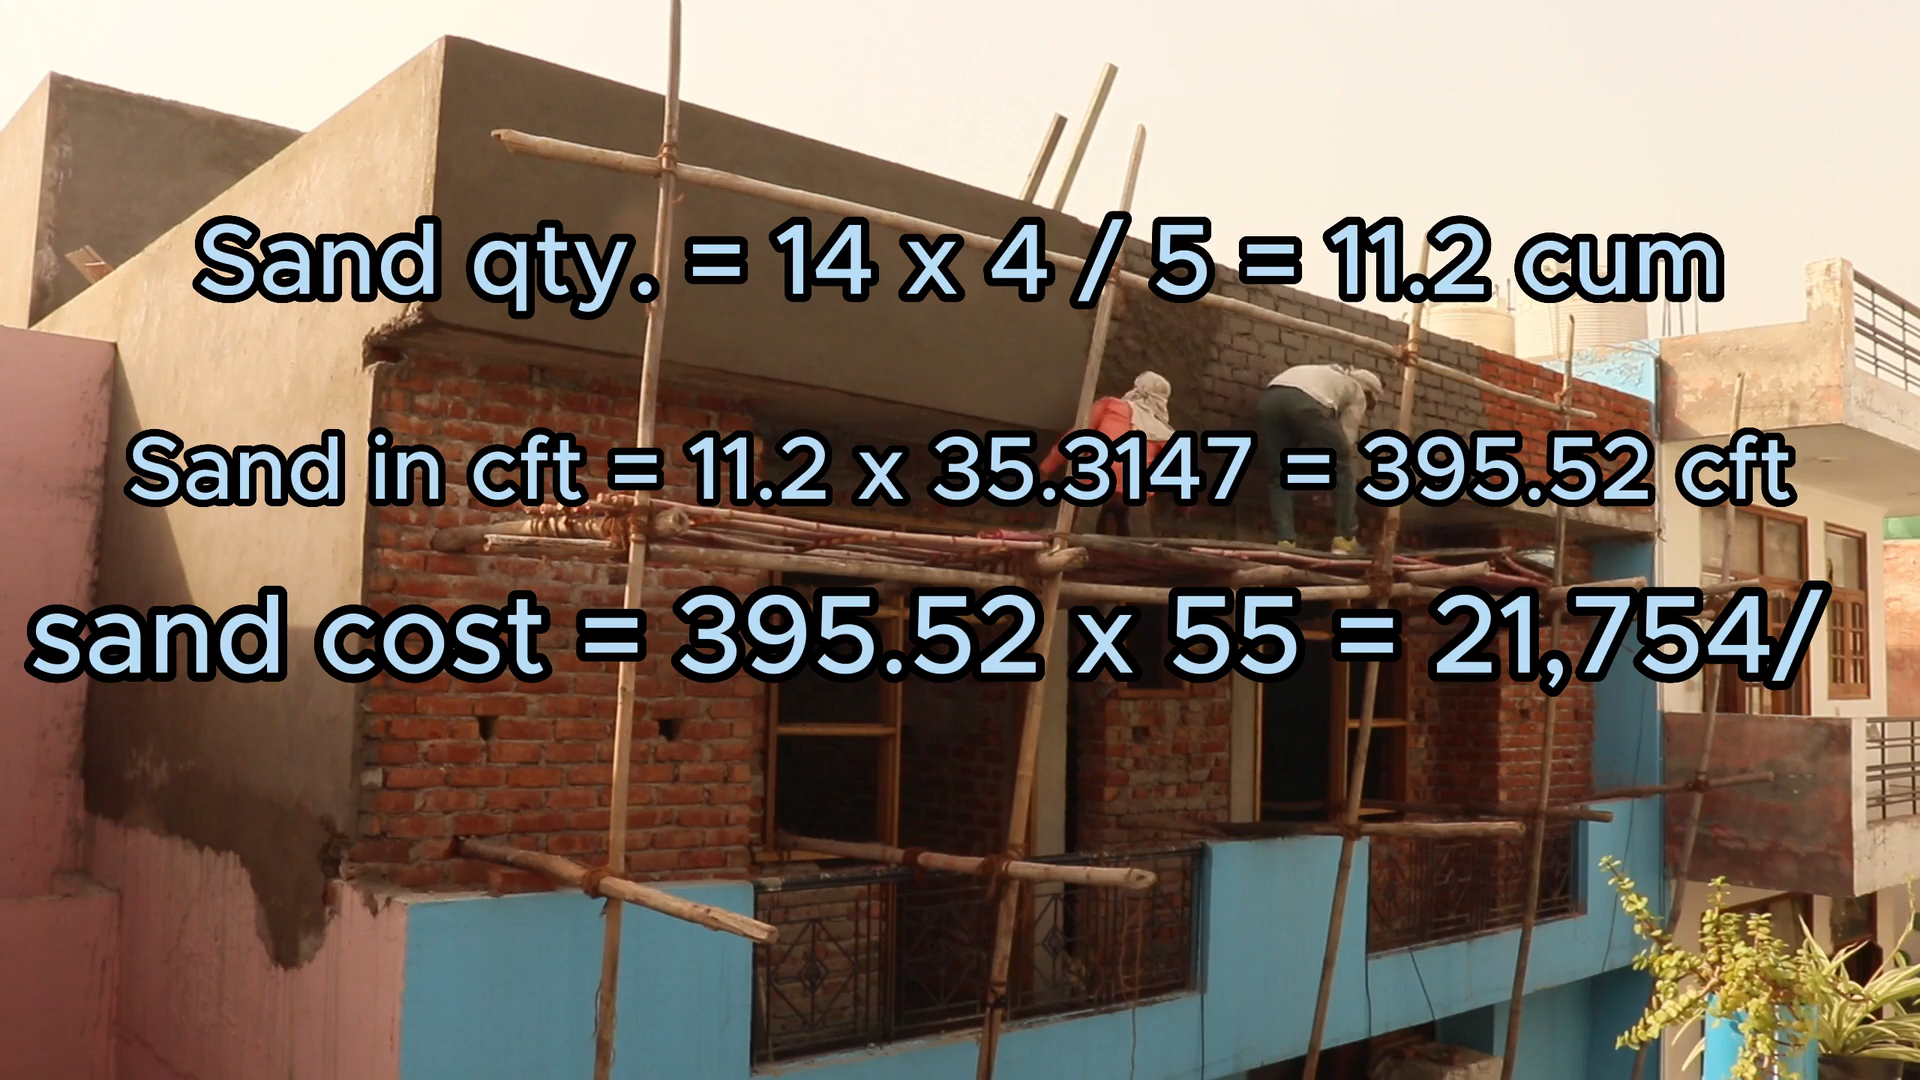 Sand qty. = 14 x 4 / 5 = 11.2 cum
Sand in cft = 11.2 x 35.3147 = 395.52 cft
sand cost = 395.52 x 55 = 21,754/